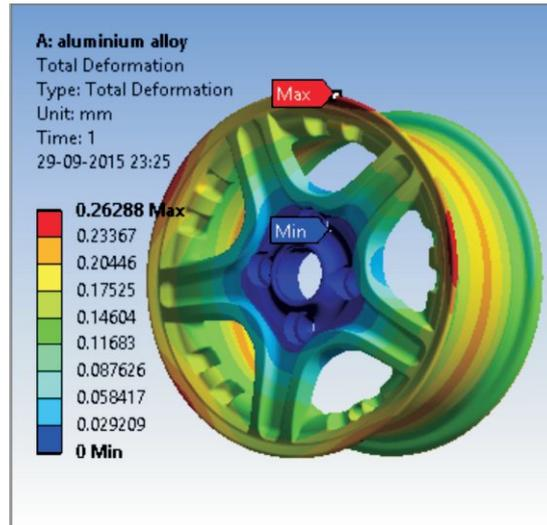 A: aluminium alloy
Total Deformation
Type: Total Deformation
Unit: mm
Time: 1
29-09-2015 23:25
Max
Min
0.26288 Max
0.23367
0.20446
0.17525
0.14604
0.11683
0.087626
0.058417
0.029209
0 Min